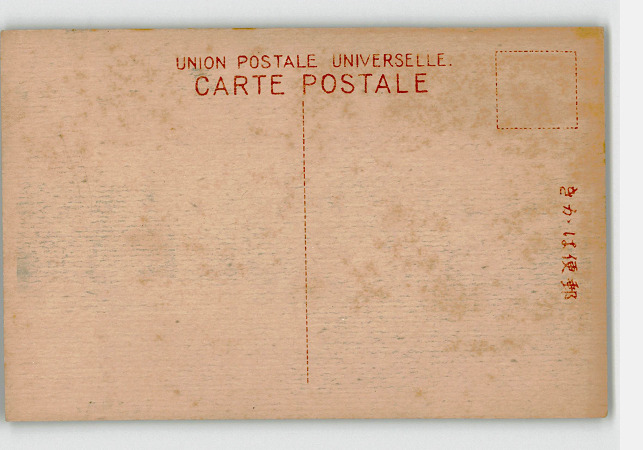 UNION POSTALE UNIVERSELLE.
CARTE POSTALE
郵便はかき